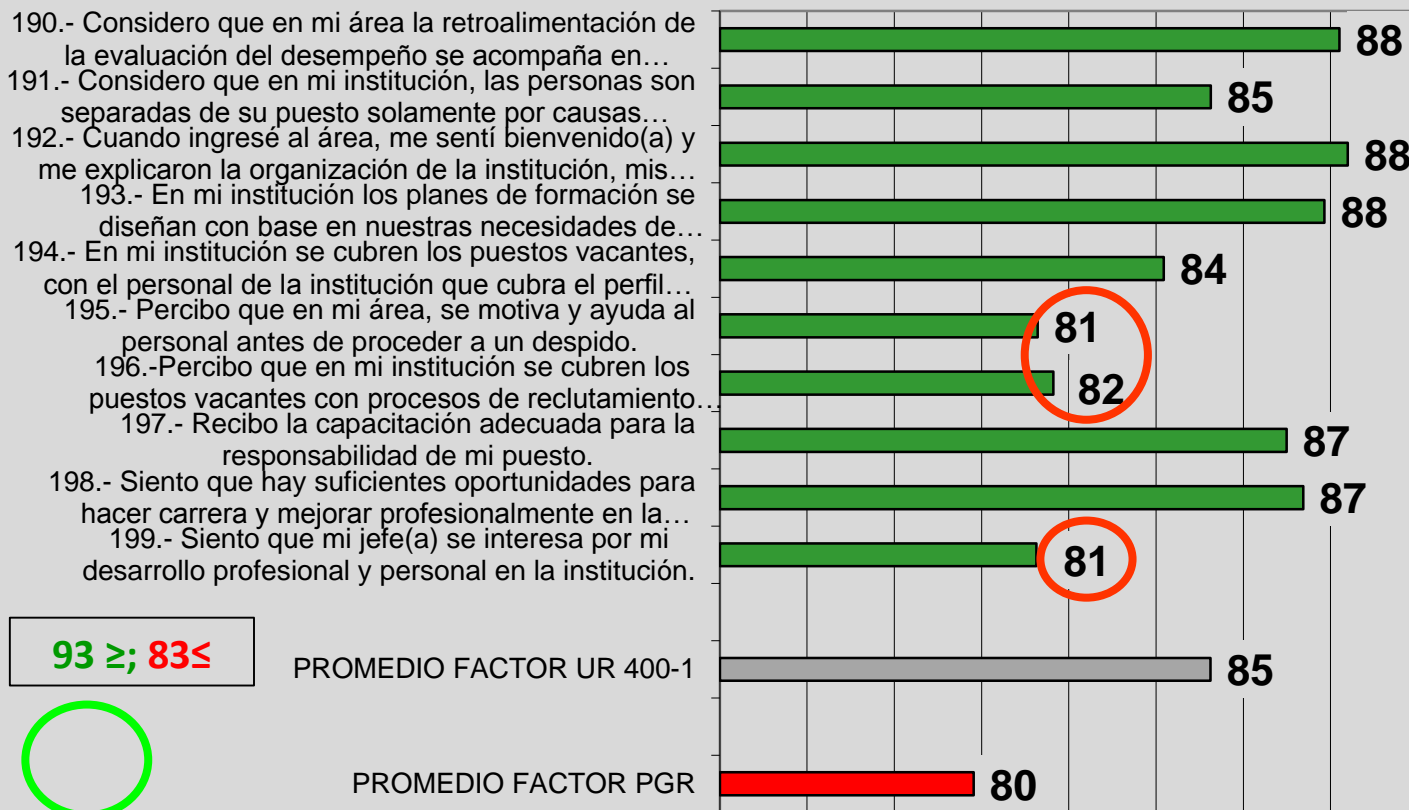 190.- Considero que en mi área la retroalimentación de
la evaluación del desempeño se acompaña en…
88
191.- Considero que en mi institución, las personas son
separadas de su puesto solamente por causas…
85
192.- Cuando ingresé al área, me sentí bienvenido(a) y
me explicaron la organización de la institución, mis…
88
193.- En mi institución los planes de formación se
diseñan con base en nuestras necesidades de…
88
194.- En mi institución se cubren los puestos vacantes,
con el personal de la institución que cubra el perfil…
84
195.- Percibo que en mi área, se motiva y ayuda al
personal antes de proceder a un despido.
81
196.-Percibo que en mi institución se cubren los
puestos vacantes con procesos de reclutamiento…
82
197.- Recibo la capacitación adecuada para la
responsabilidad de mi puesto.
87
198.- Siento que hay suficientes oportunidades para
hacer carrera y mejorar profesionalmente en la…
87
199.- Siento que mi jefe(a) se interesa por mi
desarrollo profesional y personal en la institución.
81
93 ≥; 83≤
PROMEDIO FACTOR UR 400-1
85
PROMEDIO FACTOR PGR
80